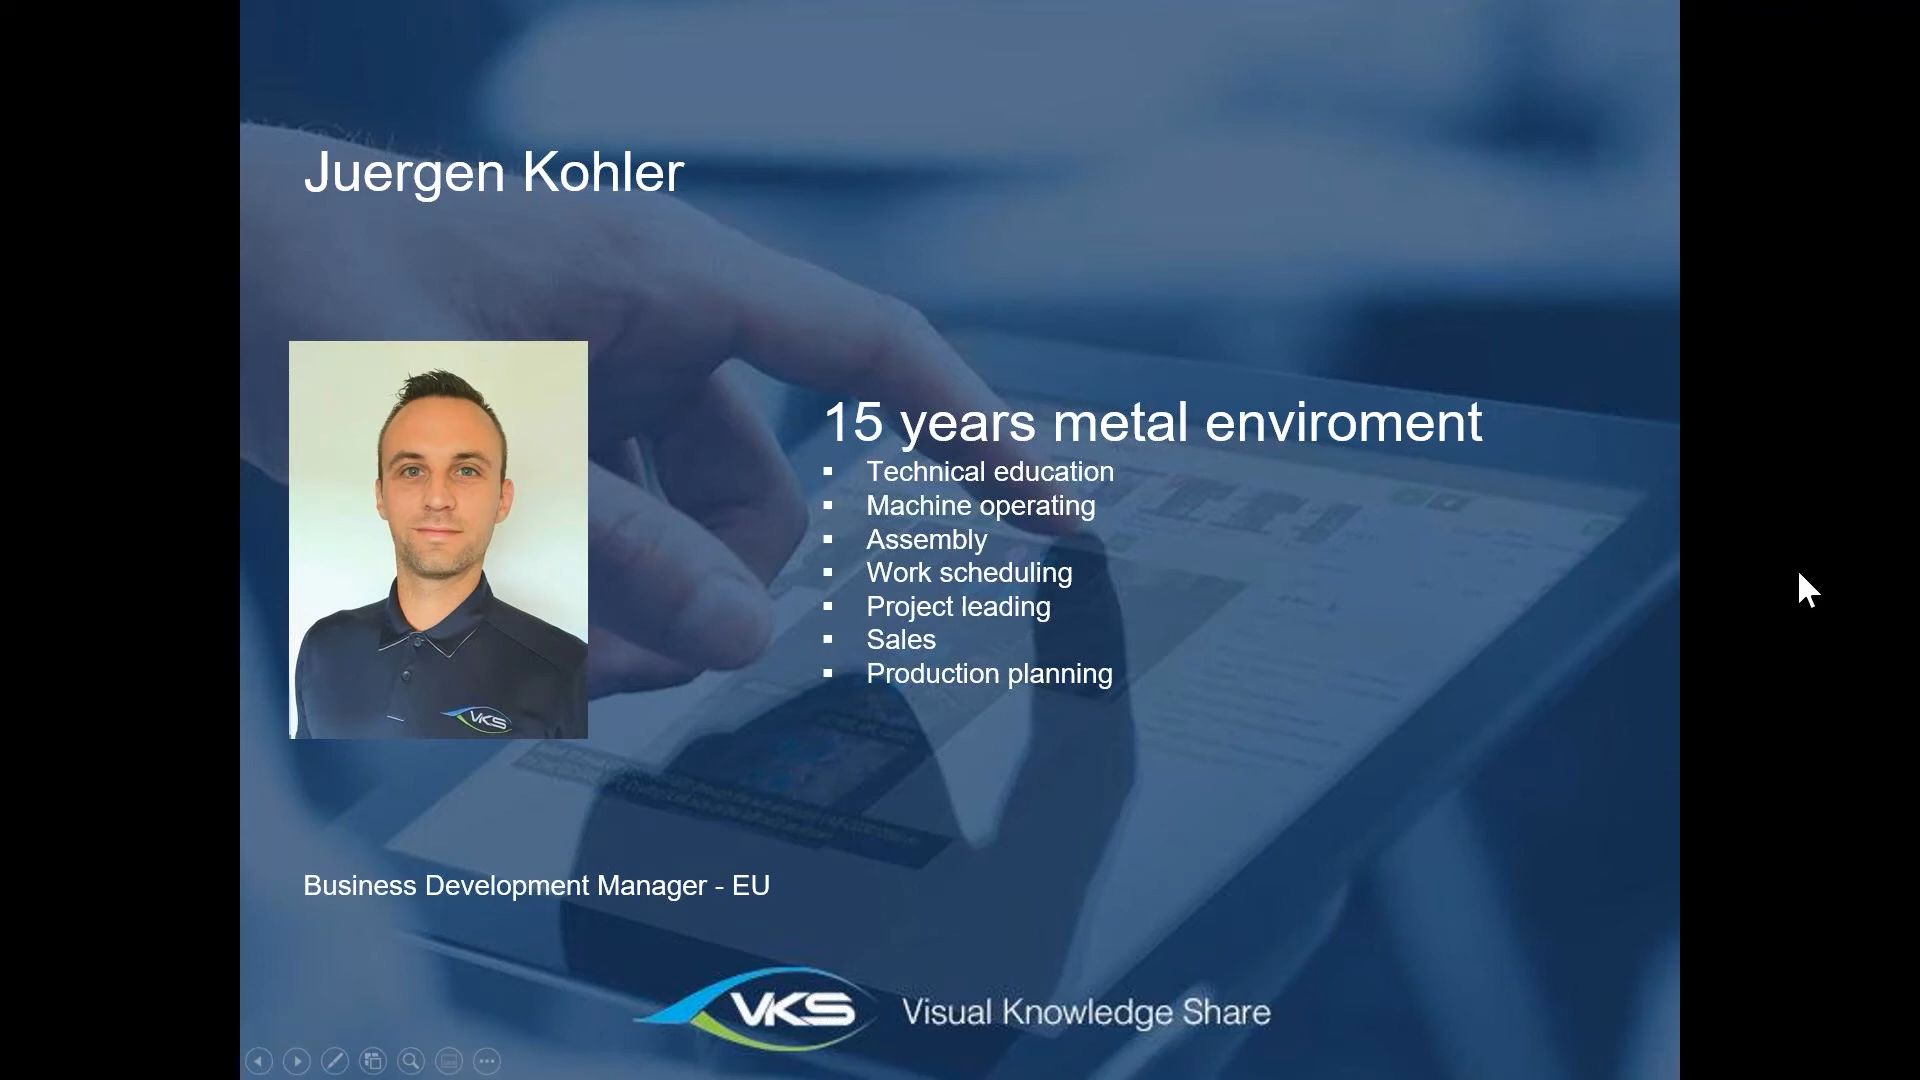 Juergen Kohler
15 years metal enviroment
Technical education
Machine operating
Assembly
Work scheduling
Project leading
Sales
Production planning
VKS
Business Development Manager - EU
VKS Visual Knowledge Share